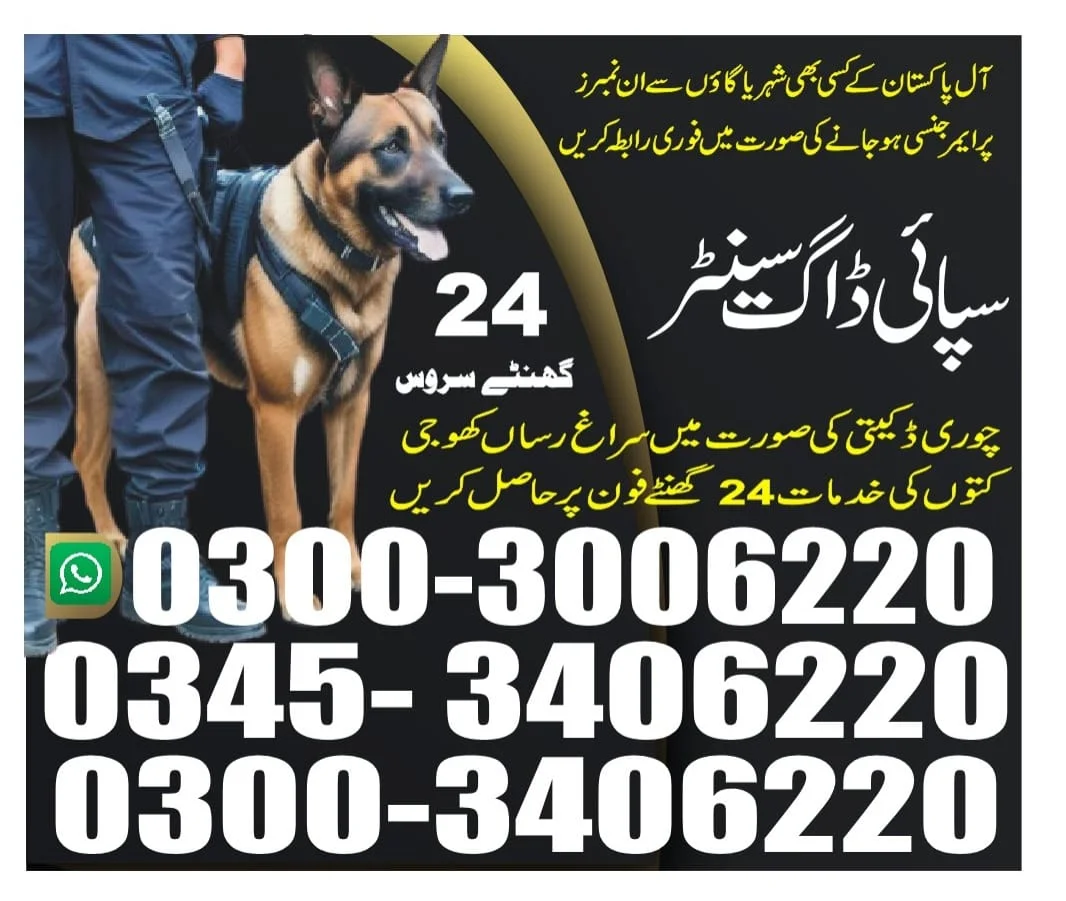 آل پاکستان کے کسی بھی شہر یا گاؤں سے ان نمبرز
پر ایمرجنسی ہو جانے کی صورت میں فوری رابطہ کریں
سپائی ڈاگ سینٹر
24
گھنٹے سروس
چوری ڈکیتی کی صورت میں سراغ رساں کھوجی
کتوں کی خدمات 24 گھنٹے فون پر حاصل کریں
0300-3006220
0345- 3406220
0300-3406220